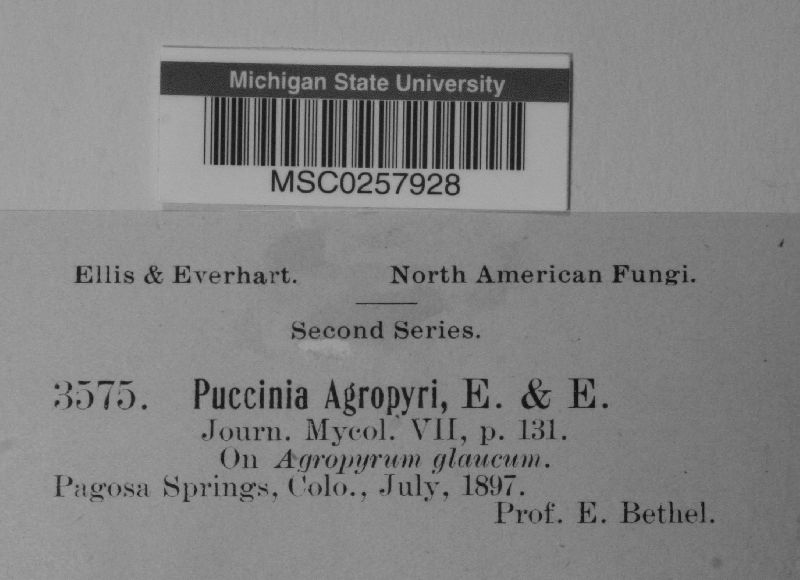 Michigan State University
MSC0257928
Ellis & Everhart. North American Fungi.
Second Series.
3575. Puccinia Agropyri, E. & E.
Journ. Mycol. VII, p. 131.
On Agropyrum glaucum.
Pagosa Springs, Colo., July, 1897.
Prof. E. Bethel.